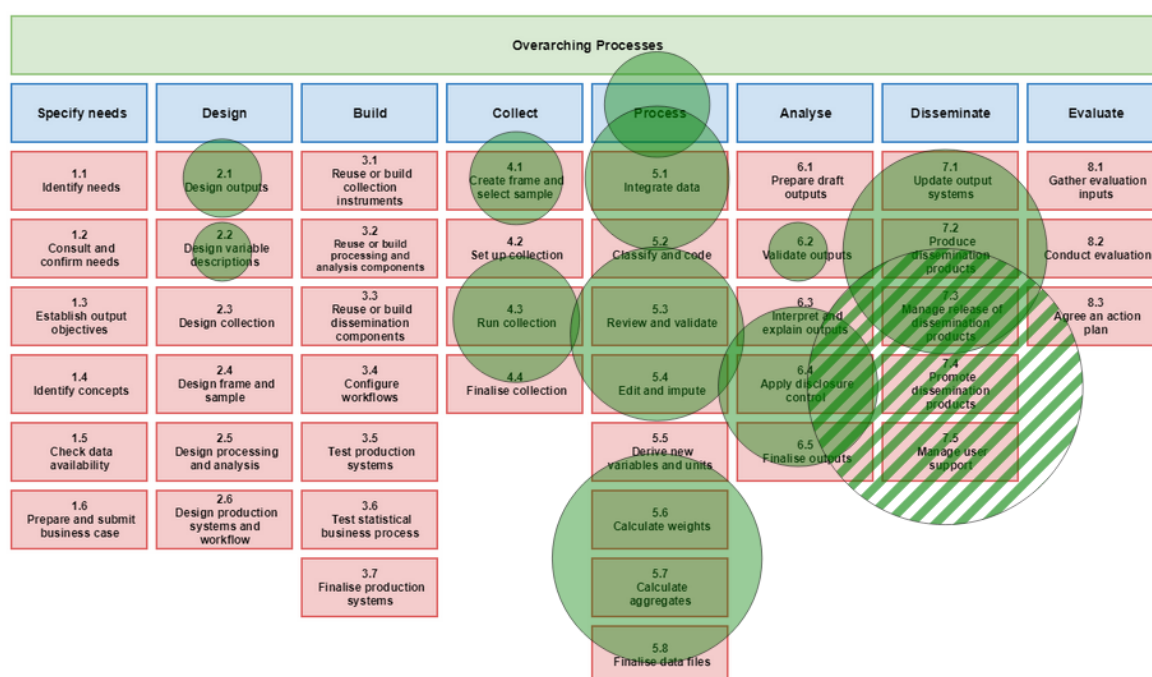 Overarching Processes
Specify needs
Design
Build
Collect
Process
Analyse
Disseminate
Evaluate
1.1
Identify needs
1.2
Consult and
confirm needs
1.3
Establish output
objectives
1.4
Identify concepts
1.5
Check data
availability
1.6
Prepare and submit
business case
2.1
Design outputs
2.2
Design variable
descriptions
2.3
Design collection
2.4
Design frame and
sample
2.5
Design processing
and analysis
2.6
Design production
systems and
workflow
3.1
Reuse or build
collection
instruments
3.2
Reuse or build
processing and
analysis components
3.3
Reuse or build
dissemination
components
3.4
Configure
workflows
3.5
Test production
systems
3.6
Test statistical
business process
3.7
Finalise production
systems
4.1
Create frame and
select sample
4.2
Set up collection
4.3
Run collection
4.4
Finalise collection
5.1
Integrate data
5.2
Classify and code
5.3
Review and validate
5.4
Edit and impute
5.5
Derive new
variables and units
5.6
Calculate weights
5.7
Calculate
aggregates
5.8
Finalise data files
6.1
Prepare draft
outputs
6.2
Validate outputs
6.3
Interpret and
explain outputs
6.4
Apply disclosure
control
6.5
Finalise outputs
7.1
Update output
systems
7.2
Produce
dissemination
products
7.3
Manage release of
dissemination
products
7.4
Promote
dissemination
products
7.5
Manage user
support
8.1
Gather evaluation
inputs
8.2
Conduct evaluation
8.3
Agree an action
plan